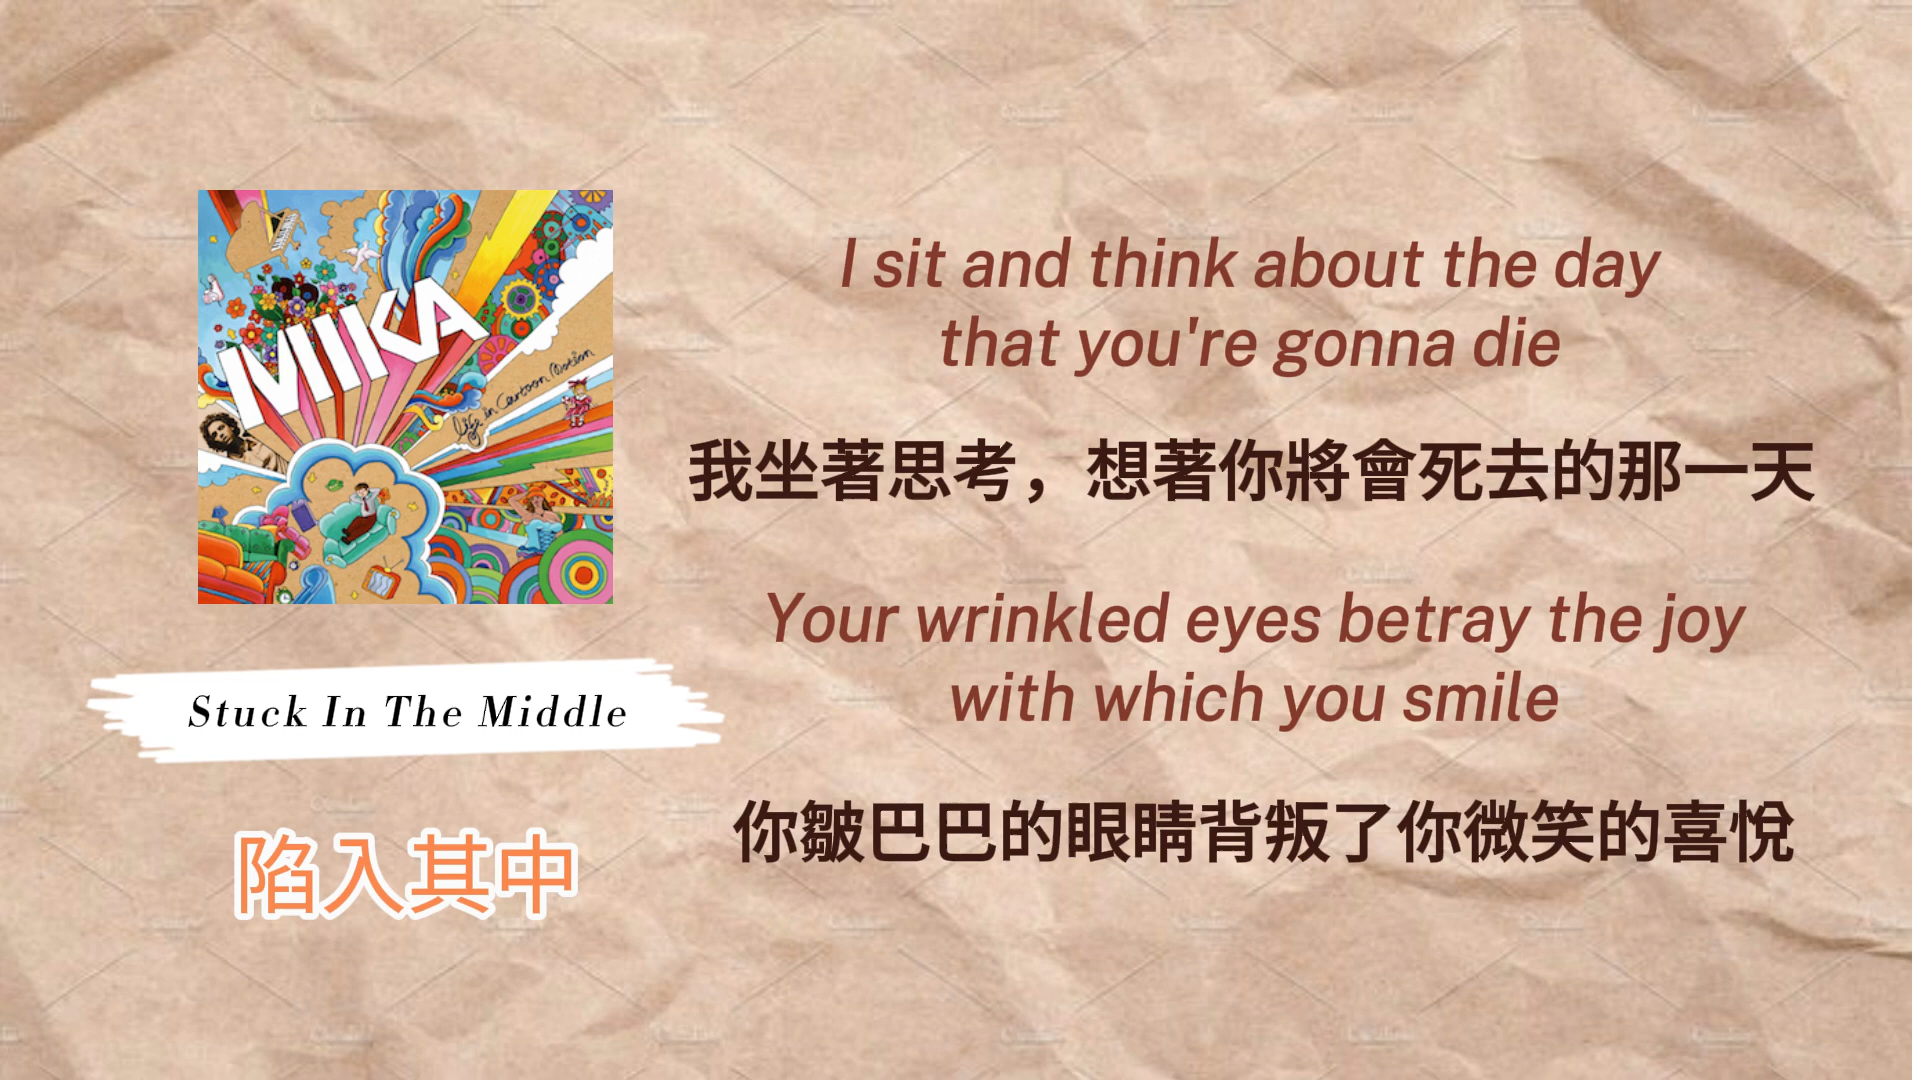 MIKA
life in Cartoon Motion
Stuck In The Middle
陷入其中
I sit and think about the day
that you're gonna die
我坐著思考，想著你將會死去的那一天
Your wrinkled eyes betray the joy
with which you smile
你皺巴巴的眼睛背叛了你微笑的喜悅